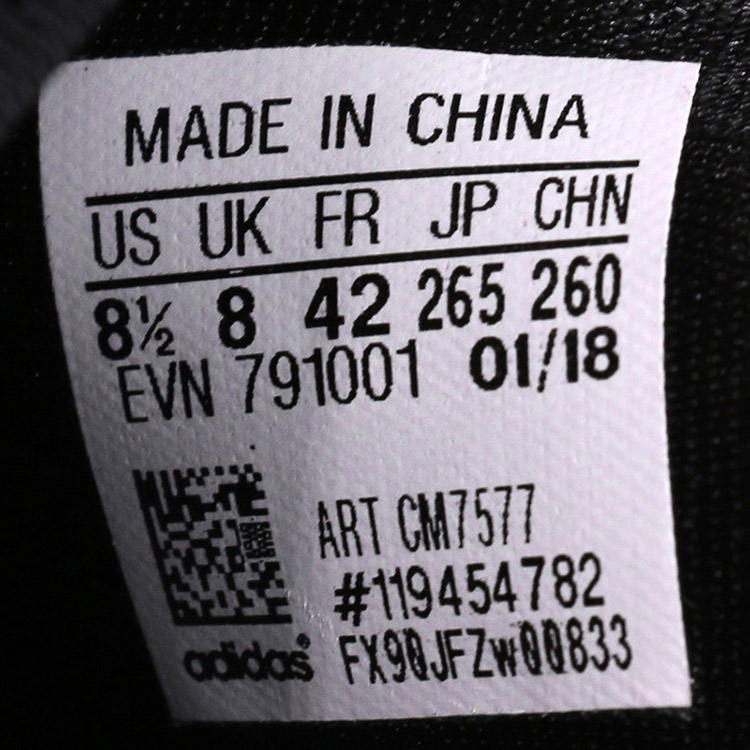 MADE IN CHINA
US UK FR JP CHN
8½ 8 42 265 260
EVN 791001 01/18
ART CM7577
#119454782
FX90JFZw00833
adidas®